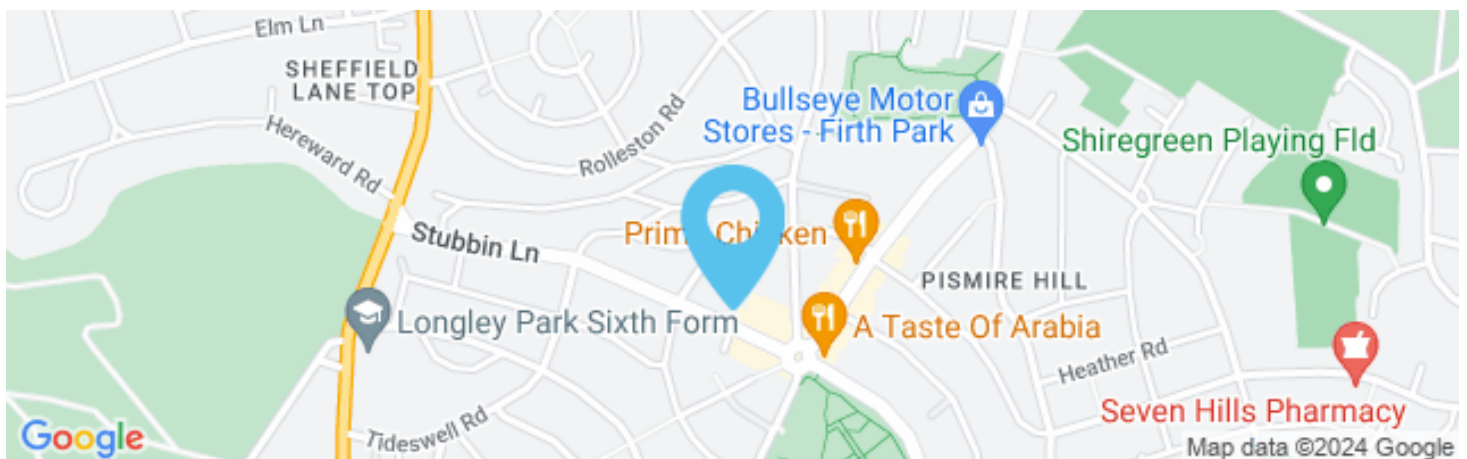 Elm Ln
SHEFFIELD
LANE TOP
Hereward Rd
Rolleston Rd
Bullseye Motor
Stores - Firth Park
Shiregreen Playing Fld
Stubbin Ln
PISMIRE HILL
Longley Park Sixth Form
A Taste Of Arabia
Heather Rd
Seven Hills Pharmacy
Tideswell Rd
Google
Map data ©2024 Google